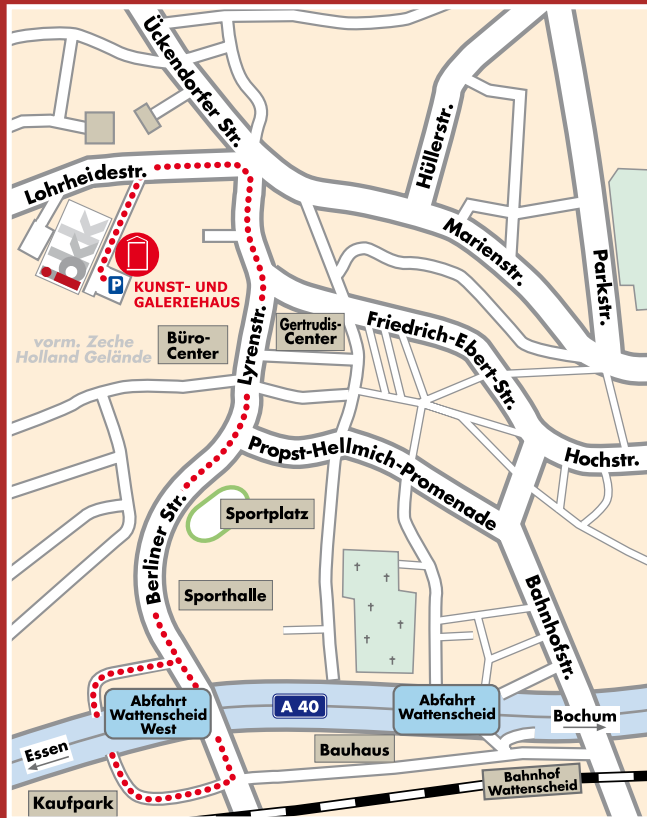 Ückendorfer Str.
Hüllerstr.
Lohrheidestr.
Marienstr.
Parkstr.
P
KUNST- UND
GALERIEHAUS
vorm. Zeche
Holland Gelände
Büro-
Center
Lyrenstr.
Gertrudis-
Center
Friedrich-Ebert-Str.
Hochstr.
Propst-Hellmich-Promenade
Berliner Str.
Sportplatz
Sporthalle
Bahnhofstr.
Abfahrt
Wattenscheid
West
A 40
Abfahrt
Wattenscheid
Bochum
Essen
Bauhaus
Bahnhof
Wattenscheid
Kaufpark